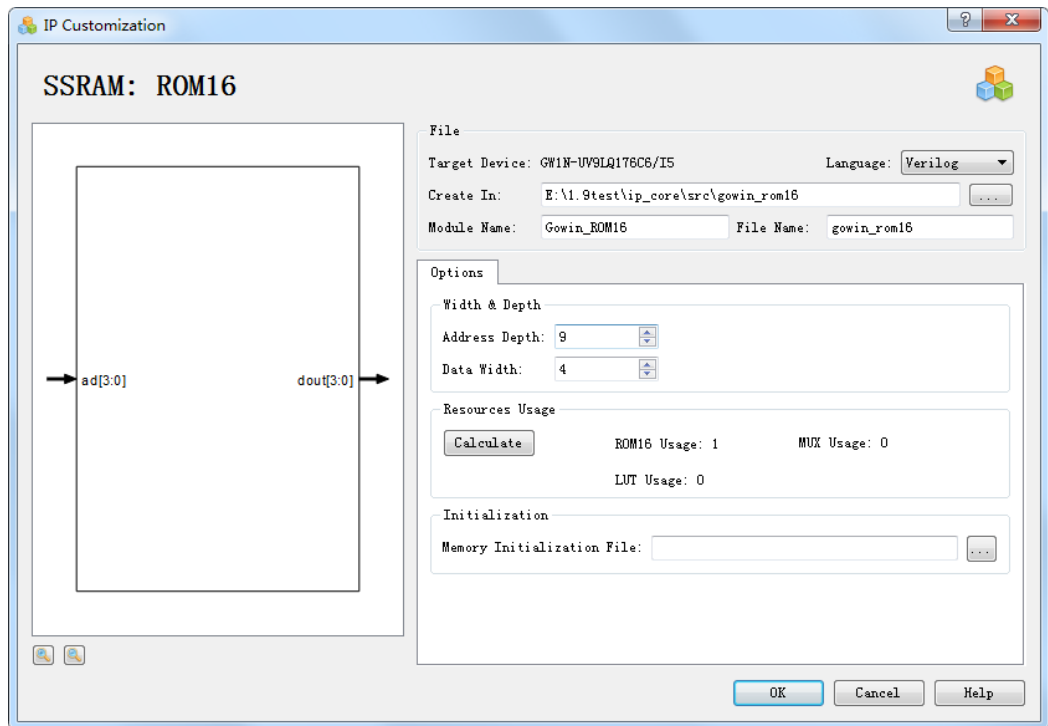 IP Customization
SSRAM: ROM16
ad[3:0]
dout[3:0]
File
Target Device: GW1N-UV9LQ176C6/I5 Language: Verilog
Create In: E:\1.9test\ip_core\src\gowin_rom16 ...
Module Name: Gowin_ROM16 File Name: gowin_rom16
Options
Width & Depth
Address Depth: 9
Data Width: 4
Resources Usage
Calculate ROM16 Usage: 1 MUX Usage: 0
LUT Usage: 0
Initialization
Memory Initialization File: ...
OK Cancel Help